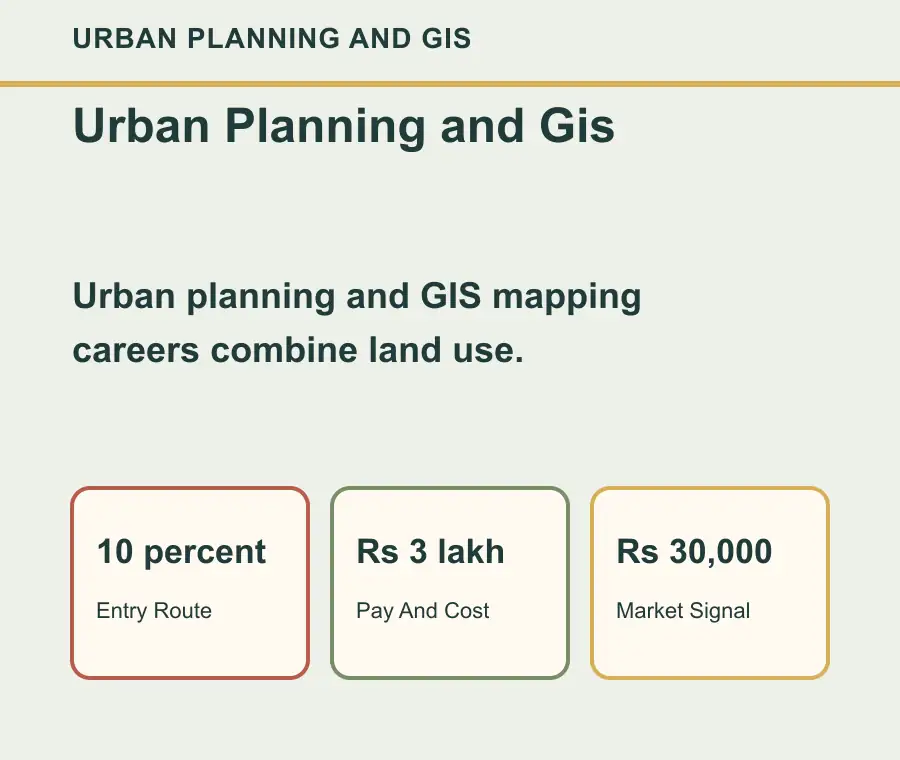 URBAN PLANNING AND GIS
Urban Planning and Gis
Urban planning and GIS mapping
careers combine land use.
10 percent
Entry Route
Rs 3 lakh
Pay And Cost
Rs 30,000
Market Signal